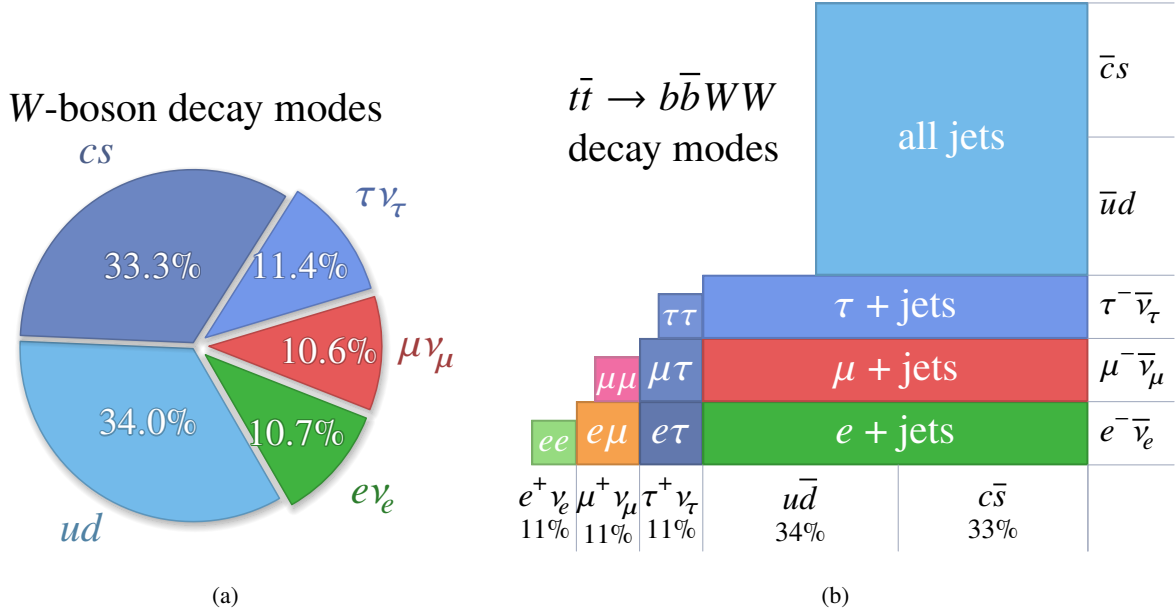 W-boson decay modes
cs
τν_τ
33.3%
11.4%
10.6%
μν_μ
34.0%
10.7%
ud
eν_e
(a)
tt̄ → bb̄WW
decay modes
all jets
c̄s
ūd
ττ
τ + jets
τ⁻ν̄_τ
μμ
μτ
μ + jets
μ⁻ν̄_μ
ee
eμ
eτ
e + jets
e⁻ν̄_e
e⁺ν_e
μ⁺ν_μ
τ⁺ν_τ
ud̄
cs̄
11%
11%
11%
34%
33%
(b)